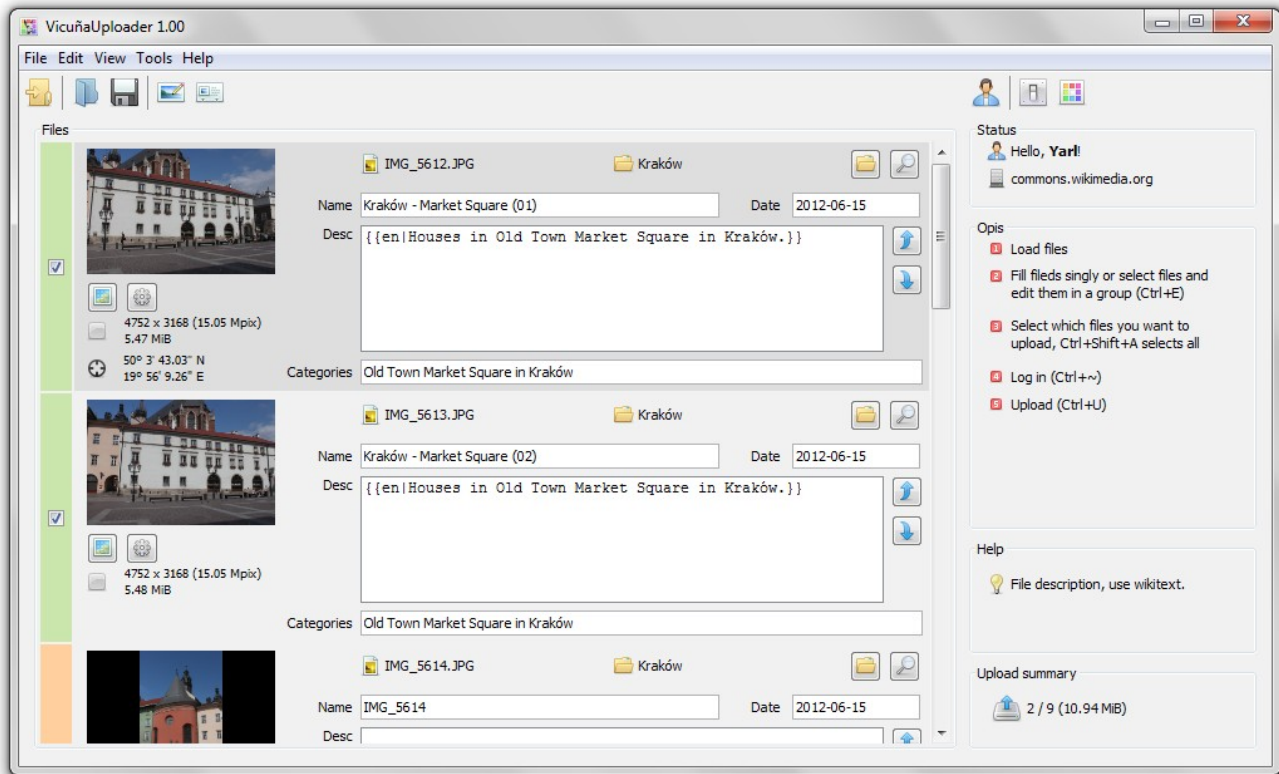 VicuñaUploader 1.00
File Edit View Tools Help
Files
IMG_5612.JPG
Kraków
Name Kraków - Market Square (01) Date 2012-06-15
Desc {{en|Houses in Old Town Market Square in Kraków.}}
4752 x 3168 (15.05 Mpix)
5.47 MiB
50º 3' 43.03" N
19º 56' 9.26" E
Categories Old Town Market Square in Kraków
IMG_5613.JPG
Kraków
Name Kraków - Market Square (02) Date 2012-06-15
Desc {{en|Houses in Old Town Market Square in Kraków.}}
4752 x 3168 (15.05 Mpix)
5.48 MiB
Categories Old Town Market Square in Kraków
IMG_5614.JPG
Kraków
Name IMG_5614 Date 2012-06-15
Desc
Status
Hello, Yarl!
commons.wikimedia.org
Opis
1 Load files
2 Fill fileds singly or select files and
edit them in a group (Ctrl+E)
3 Select which files you want to
upload, Ctrl+Shift+A selects all
4 Log in (Ctrl+~)
5 Upload (Ctrl+U)
Help
File description, use wikitext.
Upload summary
2 / 9 (10.94 MiB)